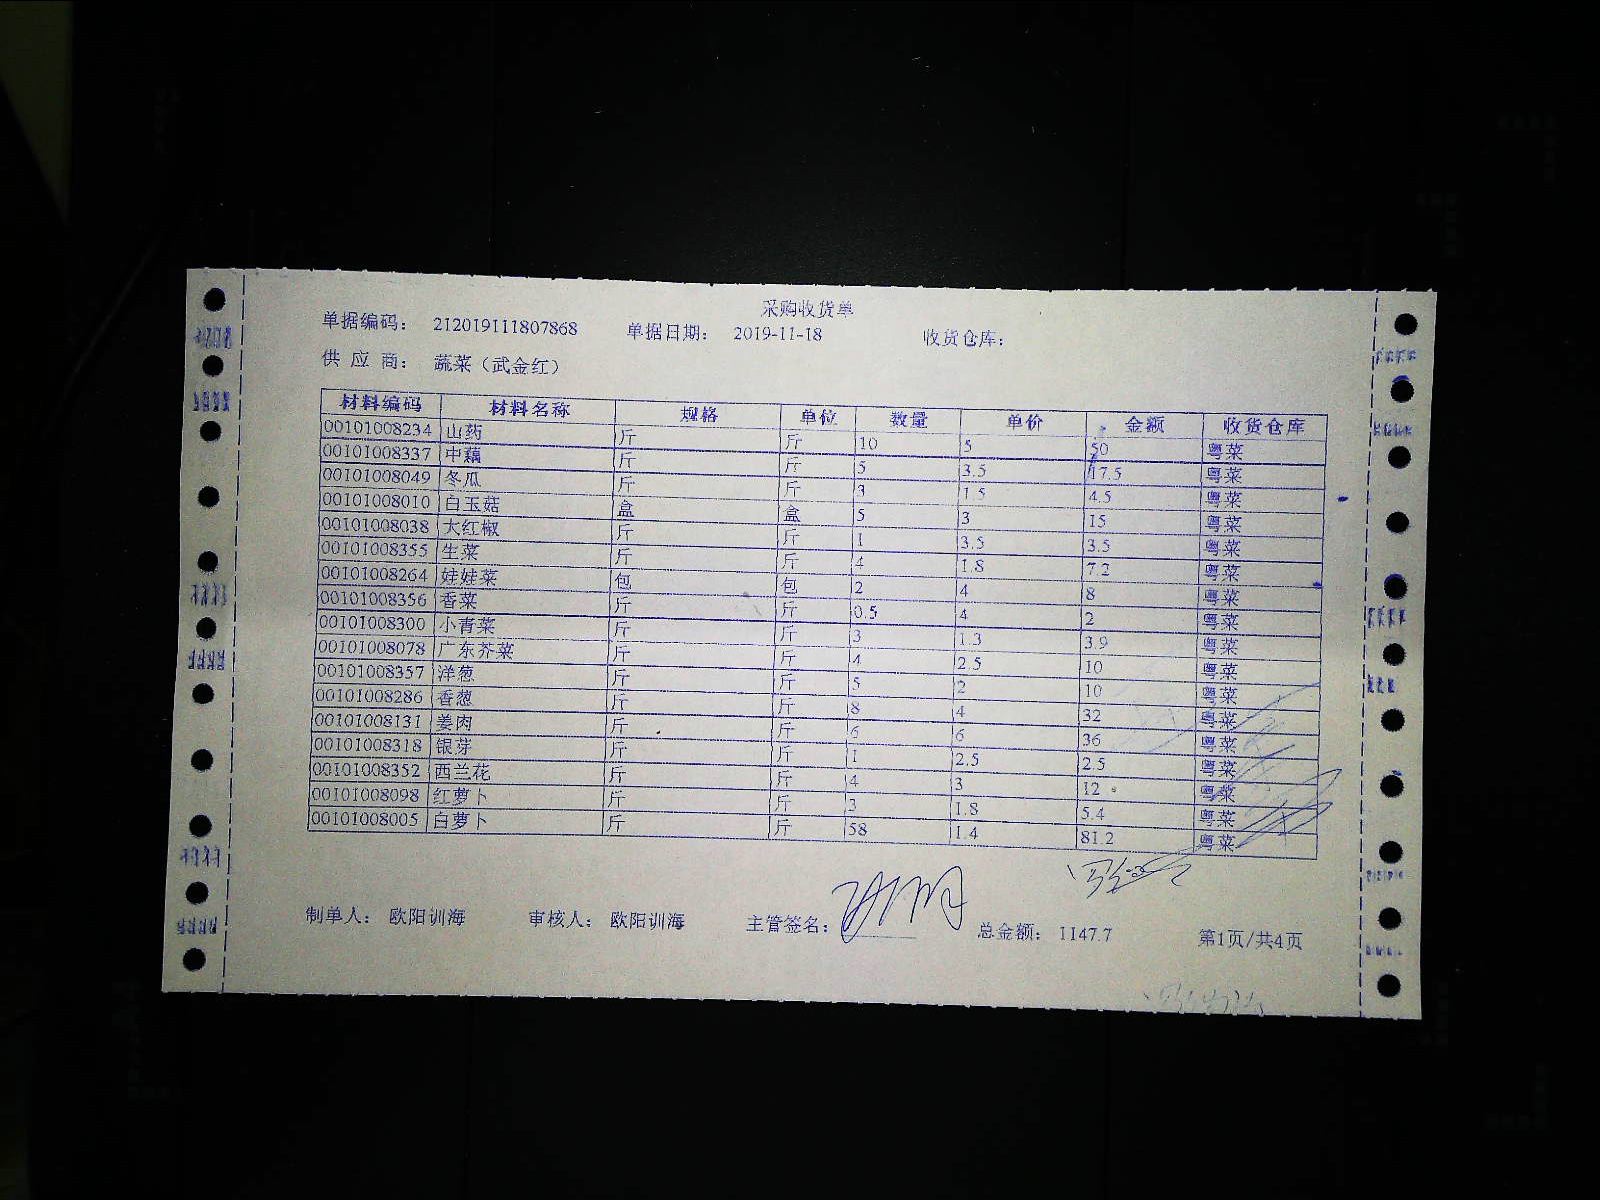 采购收货单
单据编码： 212019111807868 单据日期： 2019-11-18 收货仓库：
供 应 商： 蔬菜（武金红）
材料编码 材料名称 规格 单位 数量 单价 金额 收货仓库
00101008234 山药 斤 斤 10 5 50 粤菜
00101008337 中藕 斤 斤 5 3.5 17.5 粤菜
00101008049 冬瓜 斤 斤 3 1.5 4.5 粤菜
00101008010 白玉菇 盒 盒 5 3 15 粤菜
00101008038 大红椒 斤 斤 1 3.5 3.5 粤菜
00101008355 生菜 斤 斤 4 1.8 7.2 粤菜
00101008264 娃娃菜 包 包 2 4 8 粤菜
00101008356 香菜 斤 斤 0.5 4 2 粤菜
00101008300 小青菜 斤 斤 3 1.3 3.9 粤菜
00101008078 广东芥菜 斤 斤 4 2.5 10 粤菜
00101008357 洋葱 斤 斤 5 2 10 粤菜
00101008286 香葱 斤 斤 8 4 32 粤菜
00101008131 姜肉 斤 斤 6 6 36 粤菜
00101008318 银芽 斤 斤 1 2.5 2.5 粤菜
00101008352 西兰花 斤 斤 4 3 12 粤菜
00101008098 红萝卜 斤 斤 3 1.8 5.4 粤菜
00101008005 白萝卜 斤 斤 58 1.4 81.2 粤菜
制单人： 欧阳训海 审核人： 欧阳训海 主管签名： 总金额： 1147.7 第1页/共4页